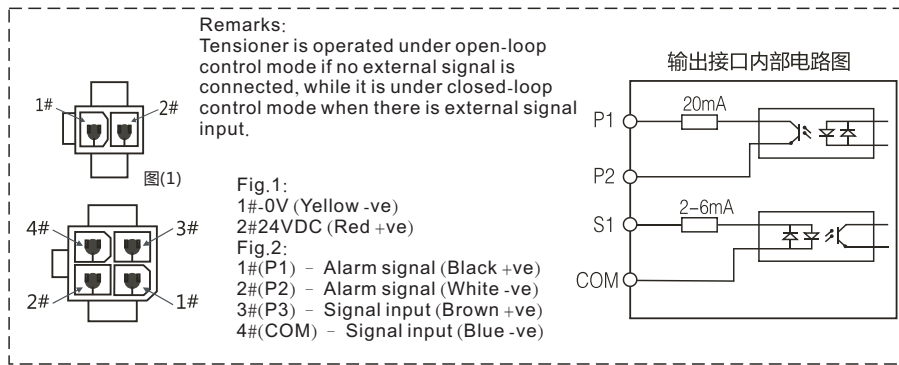 Remarks:
Tensioner is operated under open-loop
control mode if no external signal is
connected, while it is under closed-loop
control mode when there is external signal
input.
1#
2#
图(1)
4#
3#
2#
1#
Fig.1:
1#-0V (Yellow -ve)
2#24VDC (Red +ve)
Fig.2:
1#(P1) - Alarm signal (Black +ve)
2#(P2) - Alarm signal (White -ve)
3#(P3) - Signal input (Brown +ve)
4#(COM) - Signal input (Blue -ve)
输出接口内部电路图
P1
20mA
P2
S1
2-6mA
COM